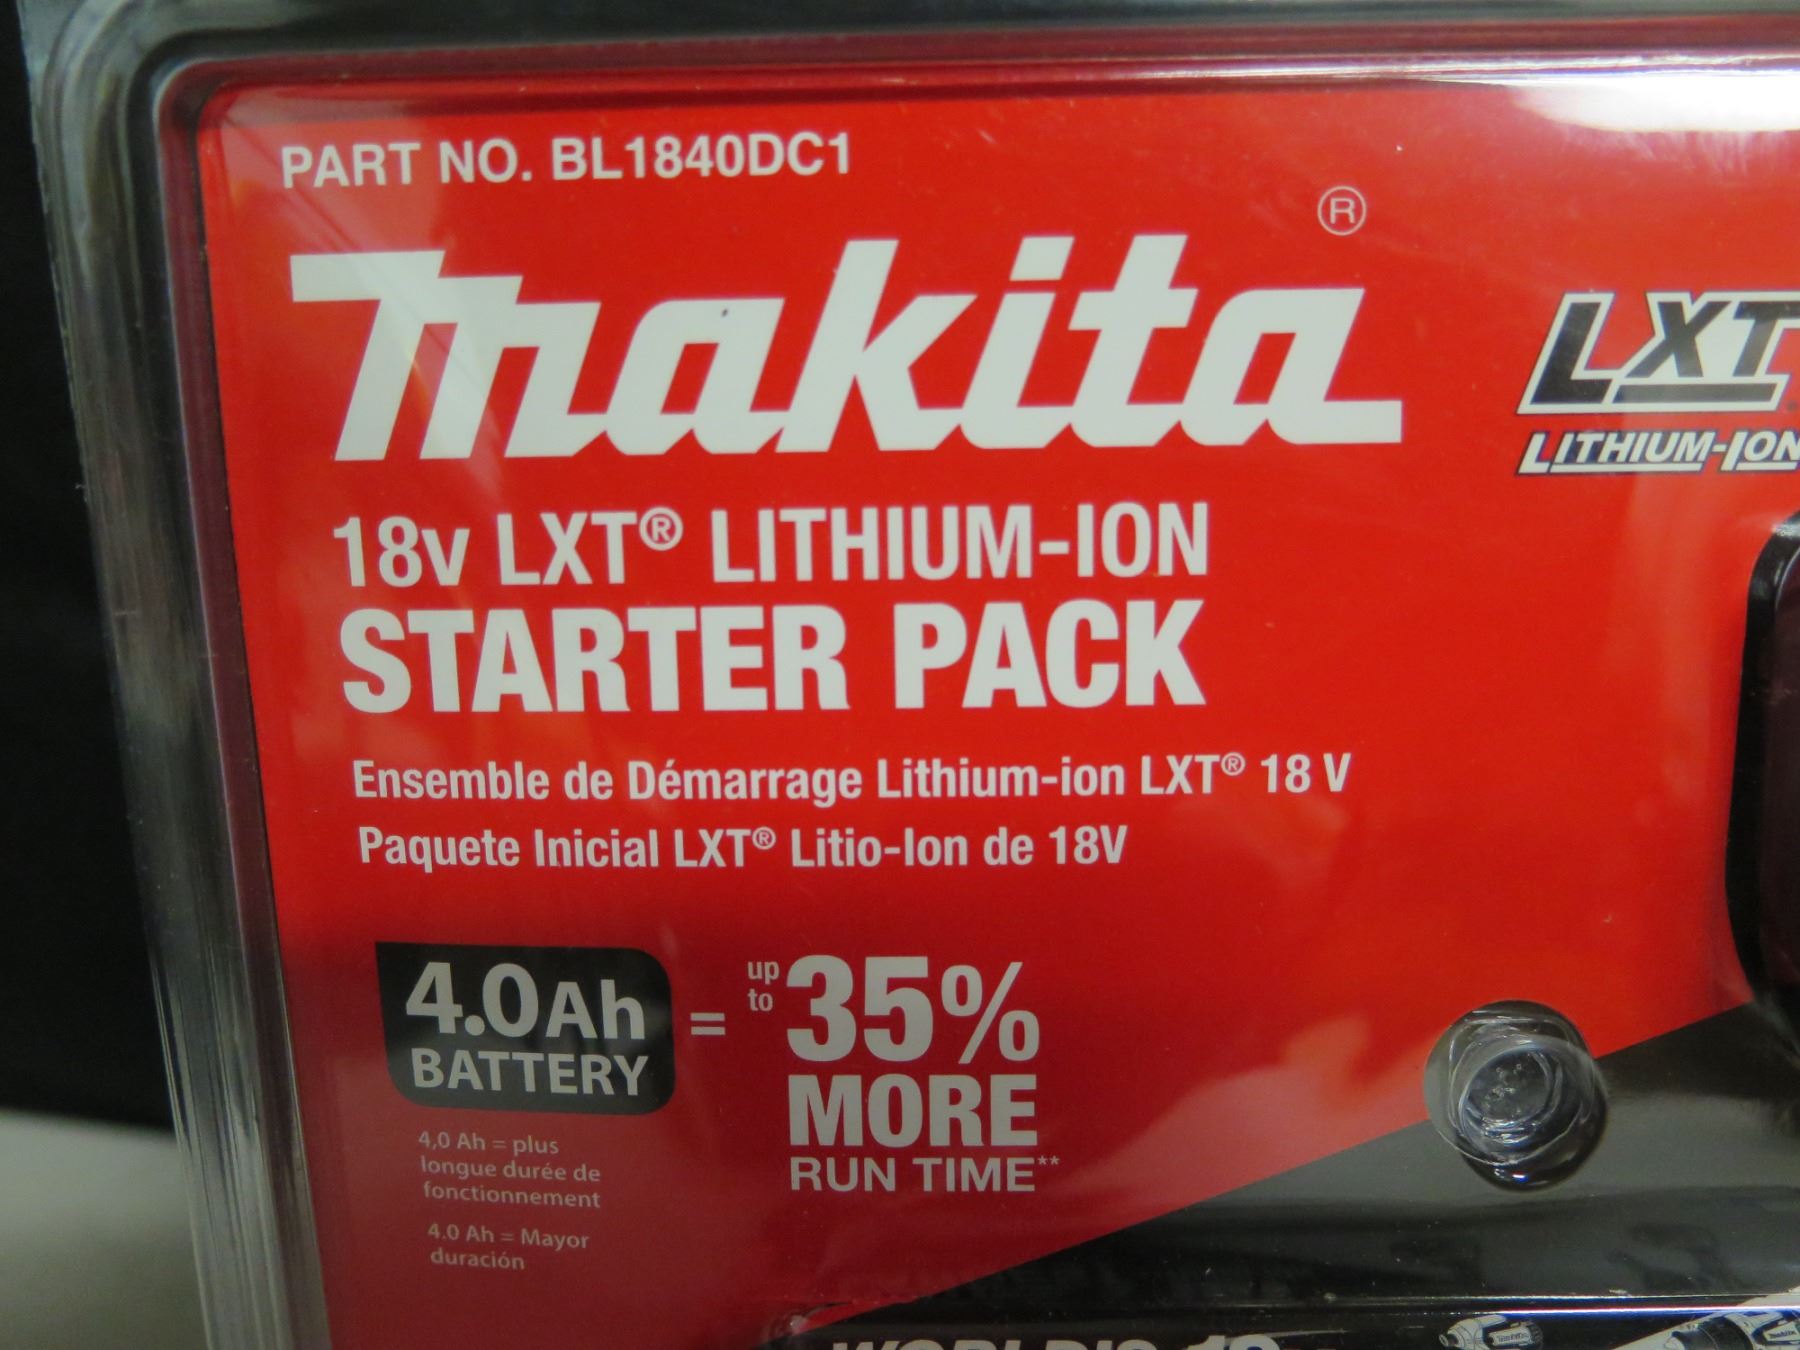 PART NO. BL1840DC1
Makita®
LXT
LITHIUM-ION
18V LXT® LITHIUM-ION
STARTER PACK
Ensemble de Démarrage Lithium-ion LXT® 18 V
Paquete Inicial LXT® Litio-Ion de 18V
4.0Ah
BATTERY
=
up
to
35%
MORE
RUN TIME**
4,0 Ah = plus
longue durée de
fonctionnement
4.0 Ah = Mayor
duración
Makita
Makita